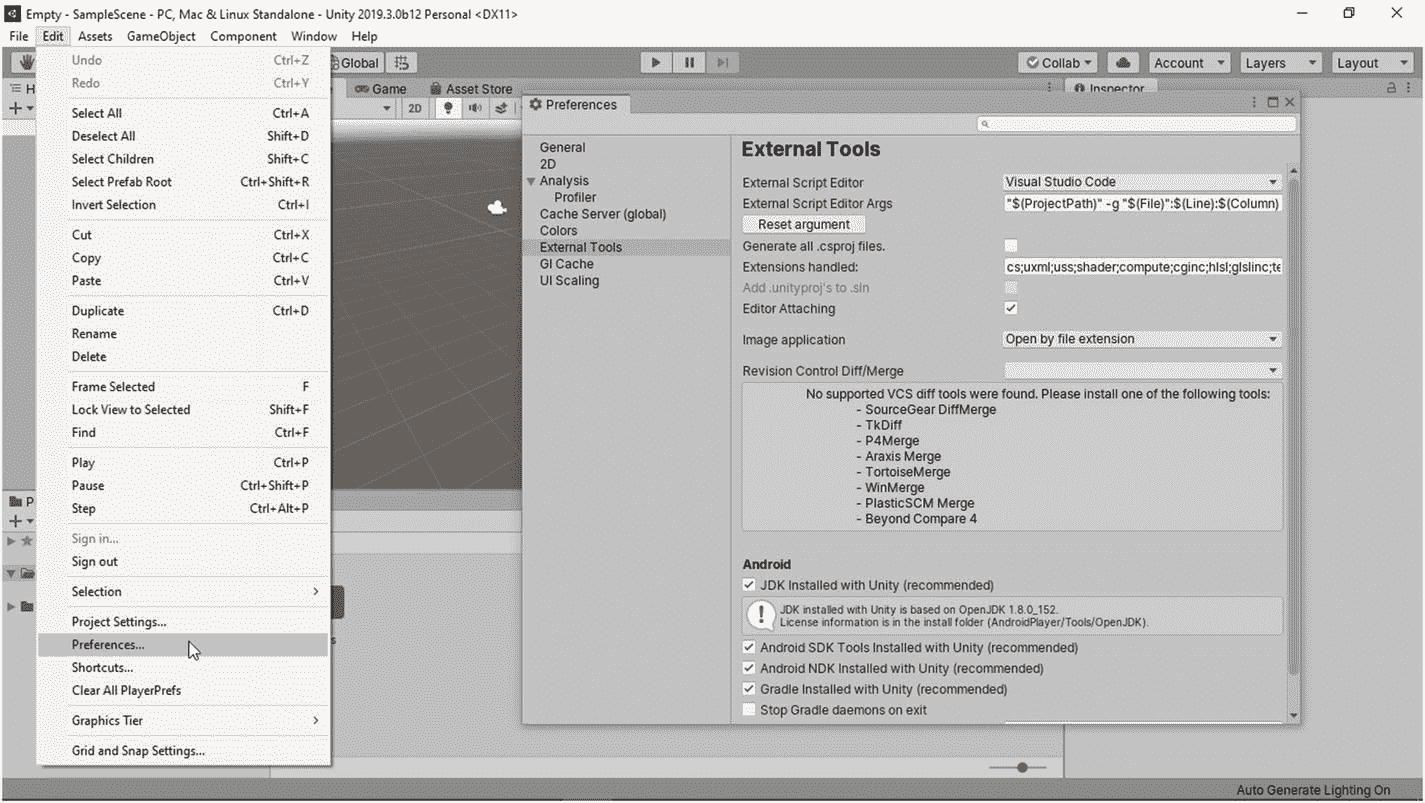 Empty - SampleScene - PC, Mac & Linux Standalone - Unity 2019.3.0b12 Personal <DX11>
File Edit Assets GameObject Component Window Help
Global Collab Account Layers Layout
Game Asset Store Inspector
2D
Undo Ctrl+Z
Redo Ctrl+Y
Select All Ctrl+A
Deselect All Shift+D
Select Children Shift+C
Select Prefab Root Ctrl+Shift+R
Invert Selection Ctrl+I
Cut Ctrl+X
Copy Ctrl+C
Paste Ctrl+V
Duplicate Ctrl+D
Rename
Delete
Frame Selected F
Lock View to Selected Shift+F
Find Ctrl+F
Play Ctrl+P
Pause Ctrl+Shift+P
Step Ctrl+Alt+P
Sign in...
Sign out
Selection
Project Settings...
Preferences...
Shortcuts...
Clear All PlayerPrefs
Graphics Tier
Grid and Snap Settings...
Preferences
General
2D
Analysis
Profiler
Cache Server (global)
Colors
External Tools
GI Cache
UI Scaling
External Tools
External Script Editor Visual Studio Code
External Script Editor Args "$(ProjectPath)" -g "$(File)":$(Line):$(Column)
Reset argument
Generate all .csproj files.
Extensions handled: cs;uxml;uss;shader;compute;cginc;hlsl;glslinc;te
Add .unityproj's to .sln
Editor Attaching
Image application Open by file extension
Revision Control Diff/Merge
No supported VCS diff tools were found. Please install one of the following tools:
- SourceGear DiffMerge
- TkDiff
- P4Merge
- Araxis Merge
- TortoiseMerge
- WinMerge
- PlasticSCM Merge
- Beyond Compare 4
Android
JDK Installed with Unity (recommended)
JDK installed with Unity is based on OpenJDK 1.8.0_152.
License information is in the install folder (AndroidPlayer/Tools/OpenJDK).
Android SDK Tools Installed with Unity (recommended)
Android NDK Installed with Unity (recommended)
Gradle Installed with Unity (recommended)
Stop Gradle daemons on exit
Auto Generate Lighting On